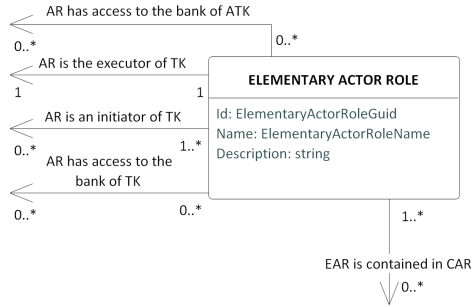 AR has access to the bank of ATK
0..*
0..*
AR is the executor of TK
1
1
ELEMENTARY ACTOR ROLE
Id: ElementaryActorRoleGuid
Name: ElementaryActorRoleName
Description: string
AR is an initiator of TK
0..*
1..*
AR has access to the
bank of TK
0..*
0..*
1..*
EAR is contained in CAR
0..*